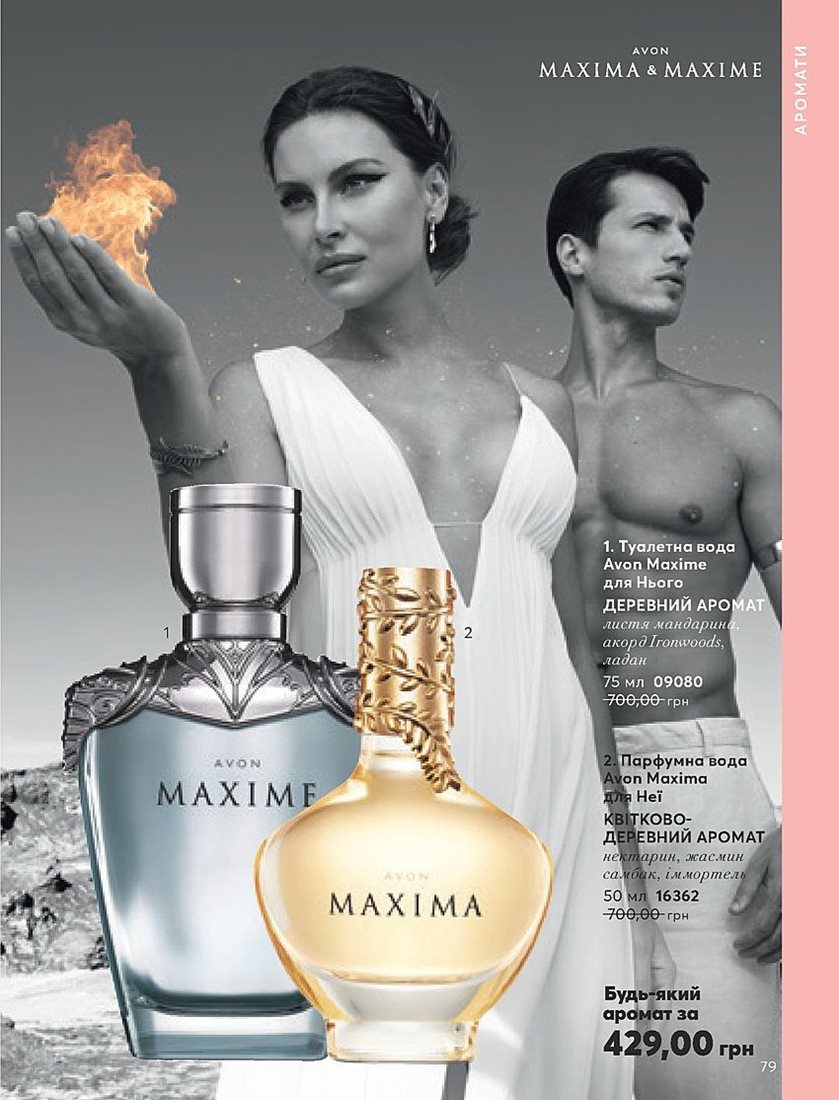 AVON
MAXIMA & MAXIME
АРОМАТИ
1
2
AVON
MAXIME
AVON
MAXIMA
1. Туалетна вода
Avon Maxime
для Нього
ДЕРЕВНИЙ АРОМАТ
листя мандарина,
акорд Ironwoods,
ладан
75 мл 09080
700,00 грн
2. Парфумна вода
Avon Maxima
для Неї
КВІТКОВО-
ДЕРЕВНИЙ АРОМАТ
нектарин, жасмин
самбак, іммортель
50 мл 16362
700,00 грн
Будь-який
аромат за
429,00 грн
79